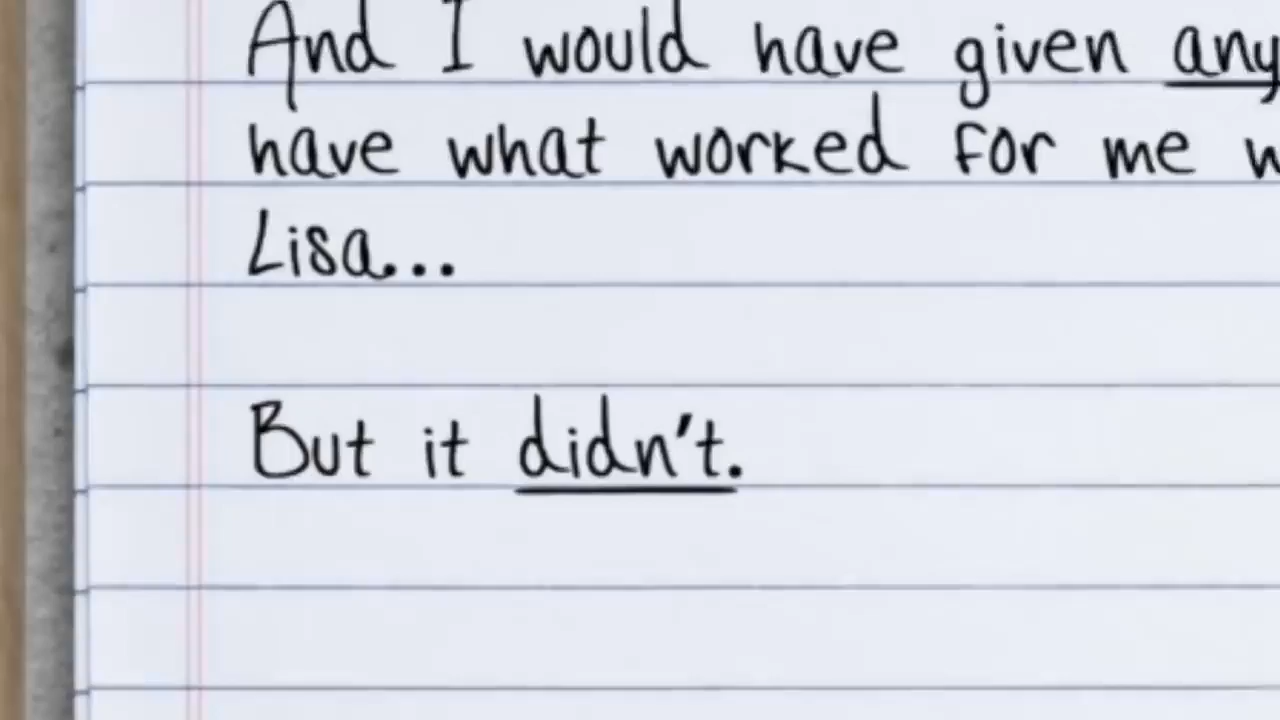 And I would have given any
have what worked for me w
Lisa...
But it didn't.